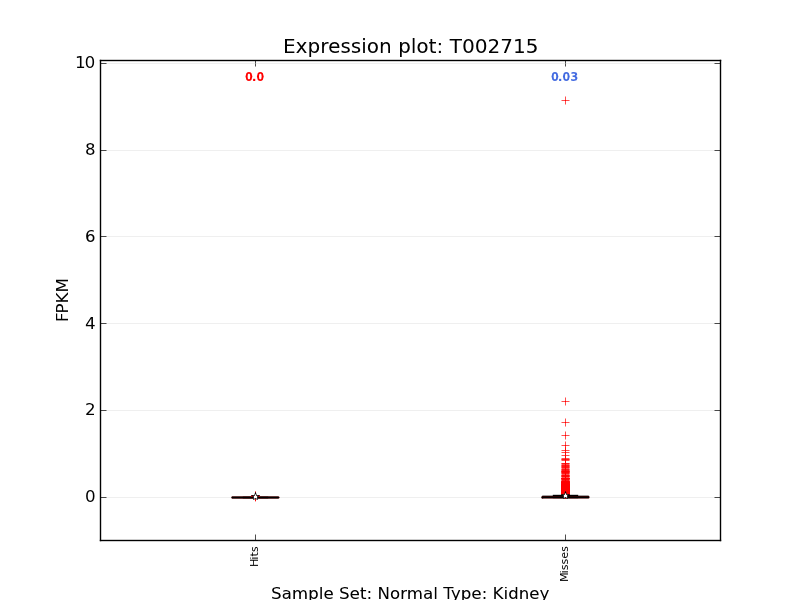 Expression plot: T002715
10
8
6
4
2
0
FPKM
0.0
0.03
Hits
Misses
Sample Set: Normal Type: Kidney